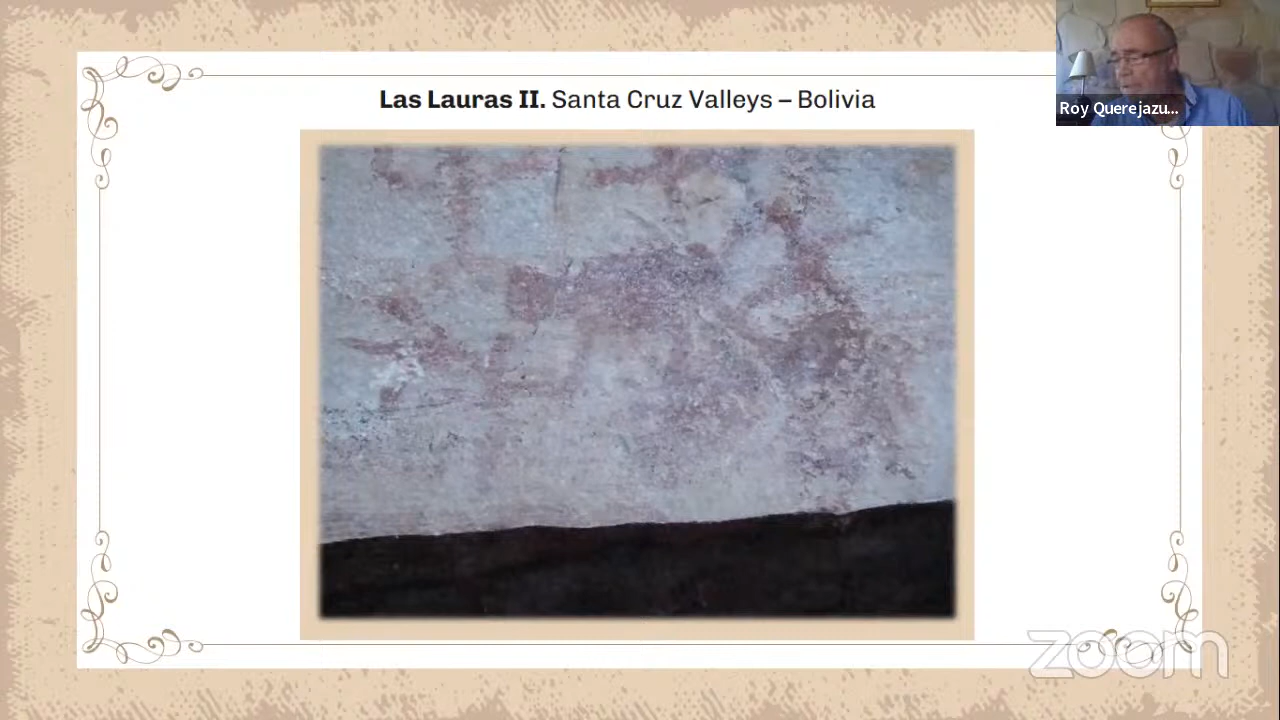 Las Lauras II. Santa Cruz Valleys – Bolivia
Roy Querejazu...
zoom